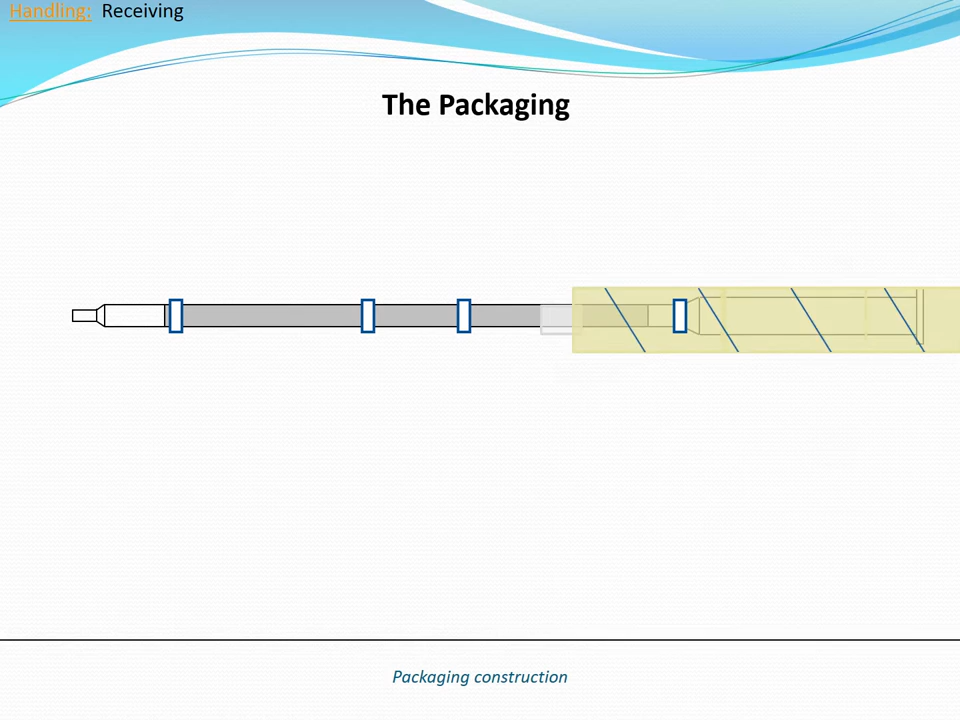 Handling: Receiving
The Packaging
Packaging construction